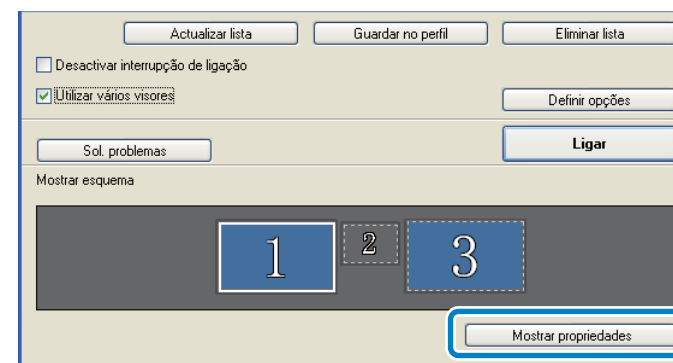 Actualizar lista Guardar no perfil Eliminar lista
Desactivar interrupção de ligação
Utilizar vários visores
Definir opções
Sol. problemas
Ligar
Mostrar esquema
1 2 3
Mostrar propriedades